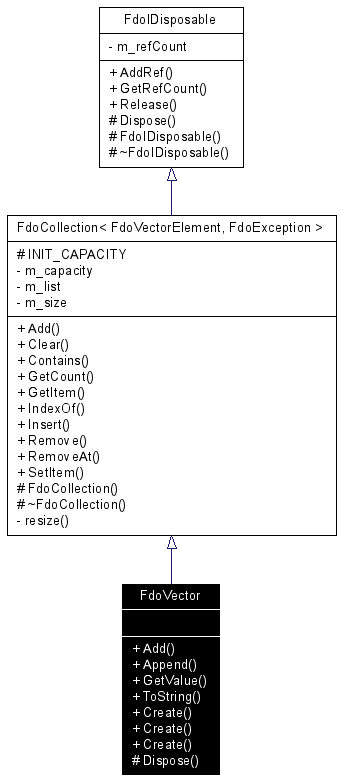 FdoIDisposable
- m_refCount
+ AddRef()
+ GetRefCount()
+ Release()
# Dispose()
# FdoIDisposable()
# ~FdoIDisposable()
FdoCollection< FdoVectorElement, FdoException >
# INIT_CAPACITY
- m_capacity
- m_list
- m_size
+ Add()
+ Clear()
+ Contains()
+ GetCount()
+ GetItem()
+ IndexOf()
+ Insert()
+ Remove()
+ RemoveAt()
+ SetItem()
# FdoCollection()
# ~FdoCollection()
- resize()
FdoVector
+ Add()
+ Append()
+ GetValue()
+ ToString()
+ Create()
+ Create()
+ Create()
# Dispose()